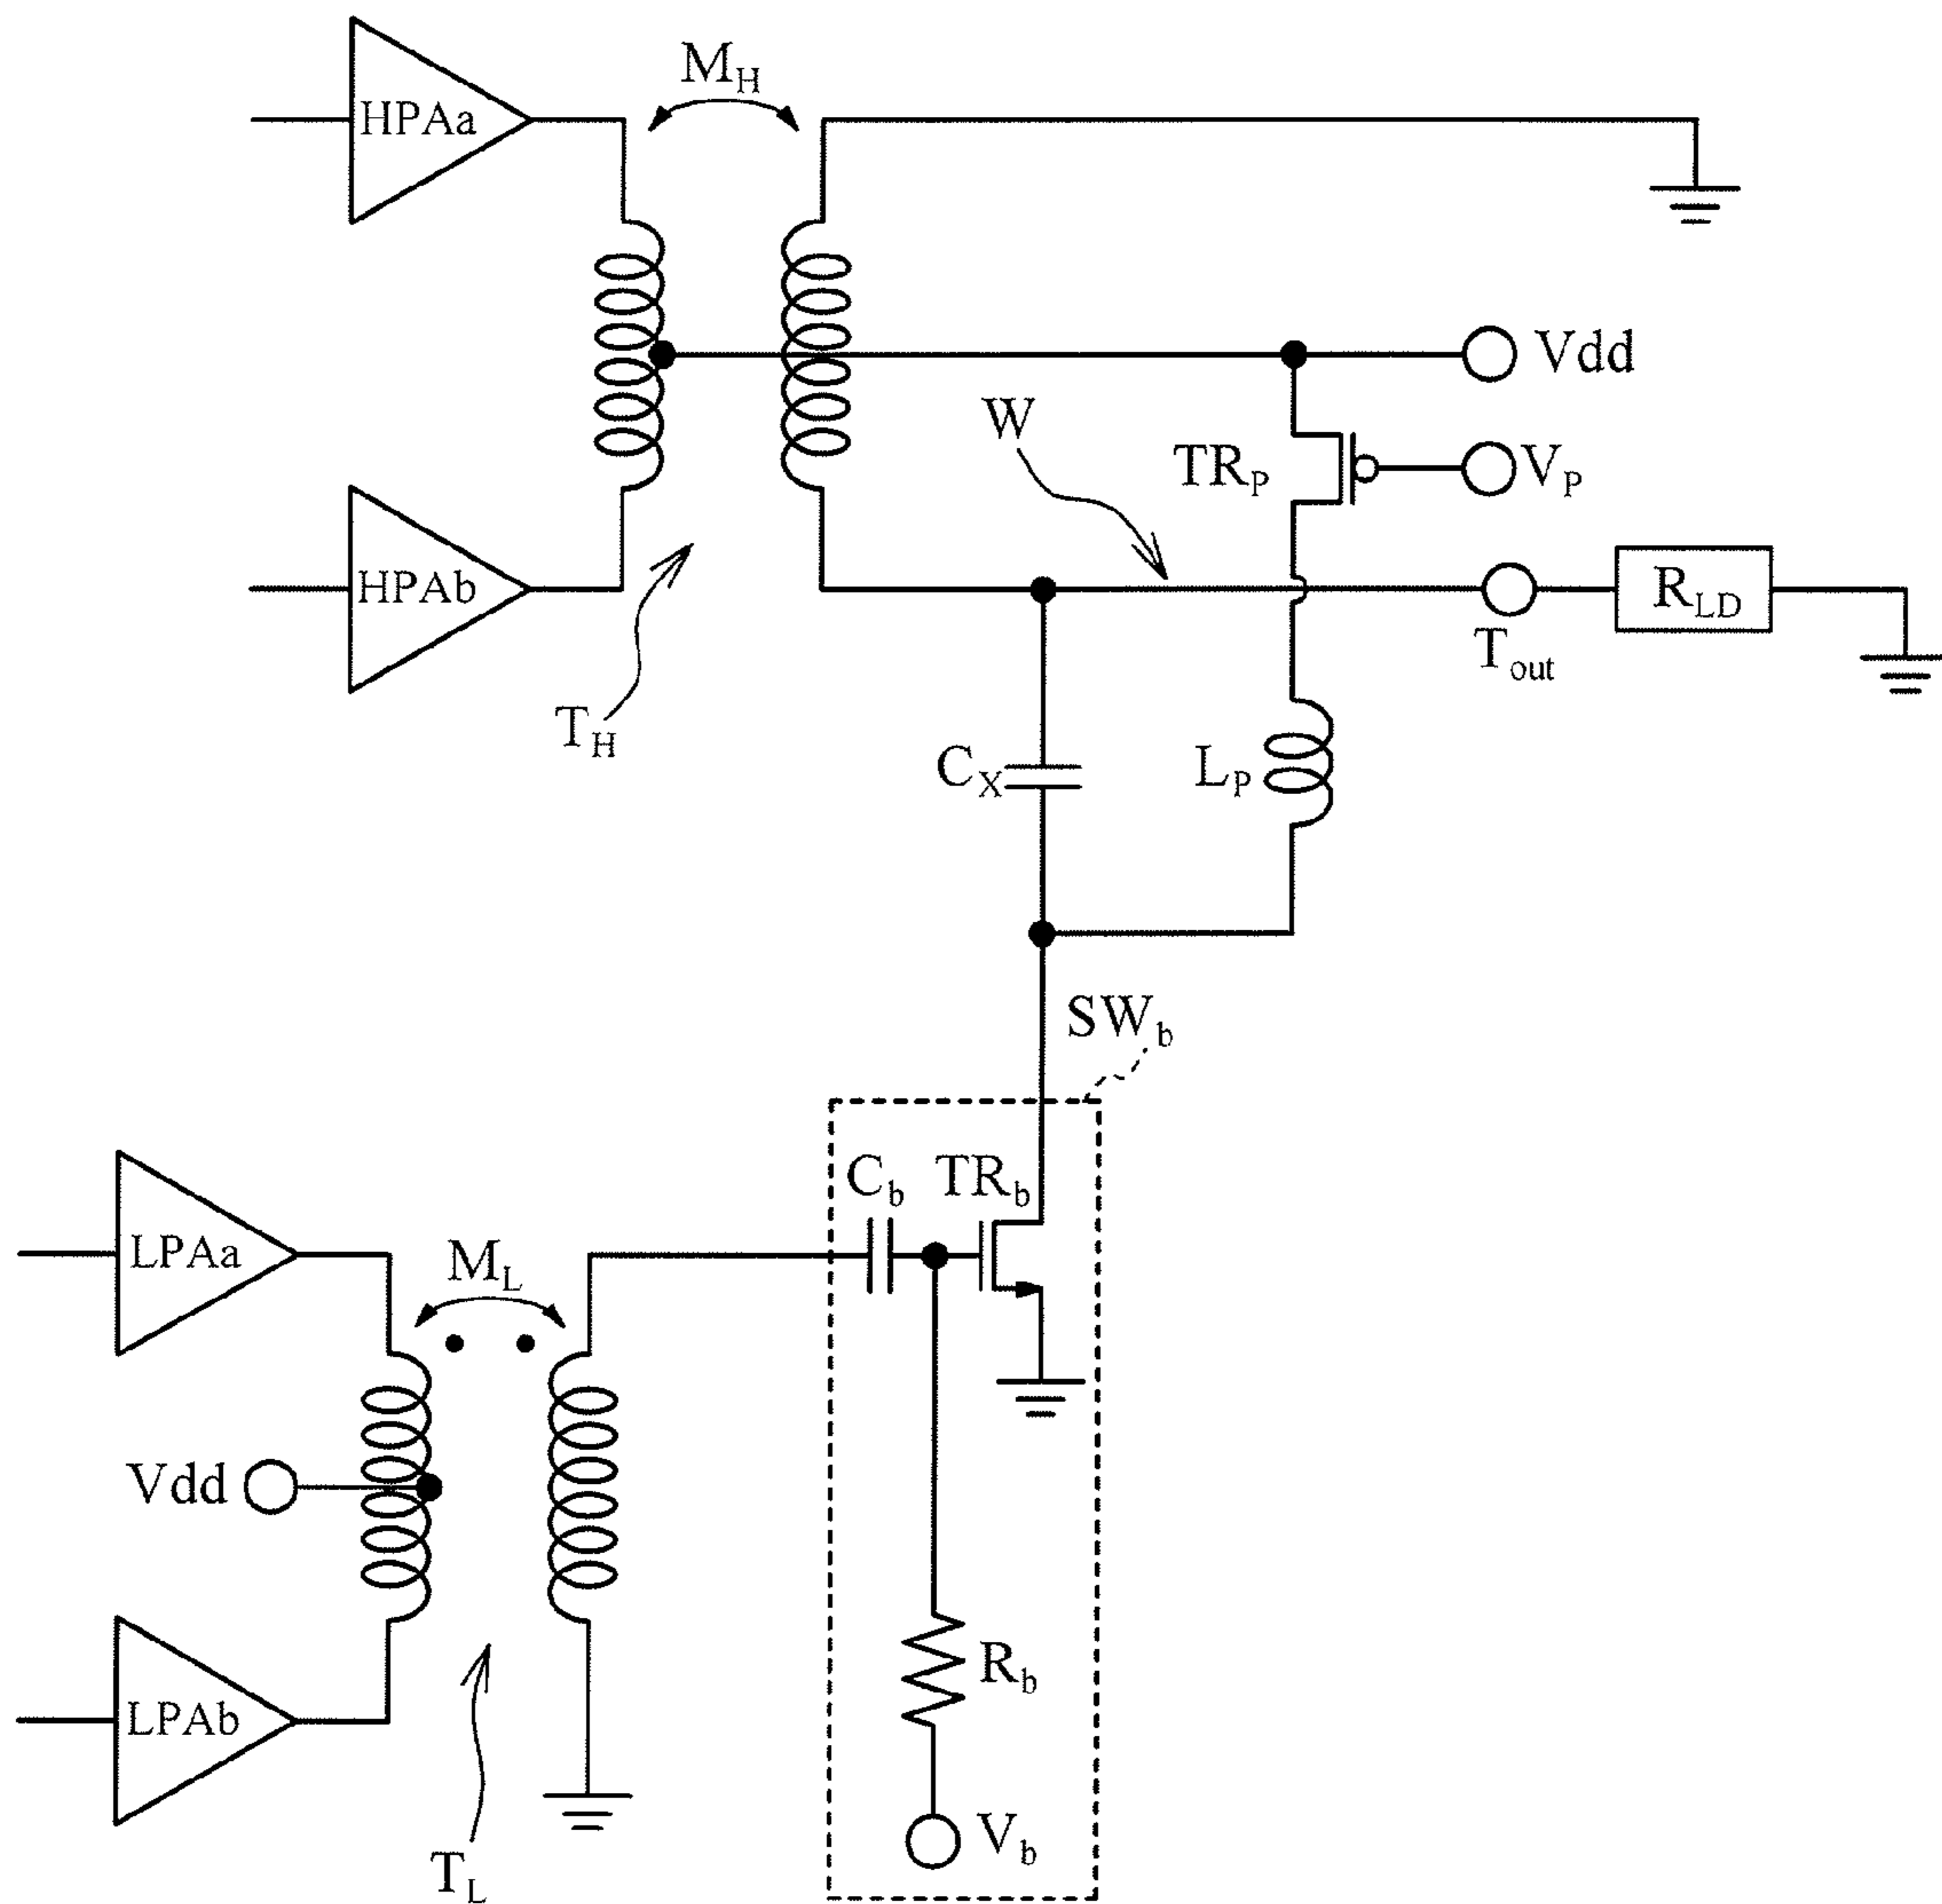 HPAa
M_H
Vdd
W
TR_P
V_P
HPAb
R_LD
T_out
T_H
C_X
L_P
SW_b
C_b
TR_b
LPAa
M_L
Vdd
R_b
LPAb
V_b
T_L